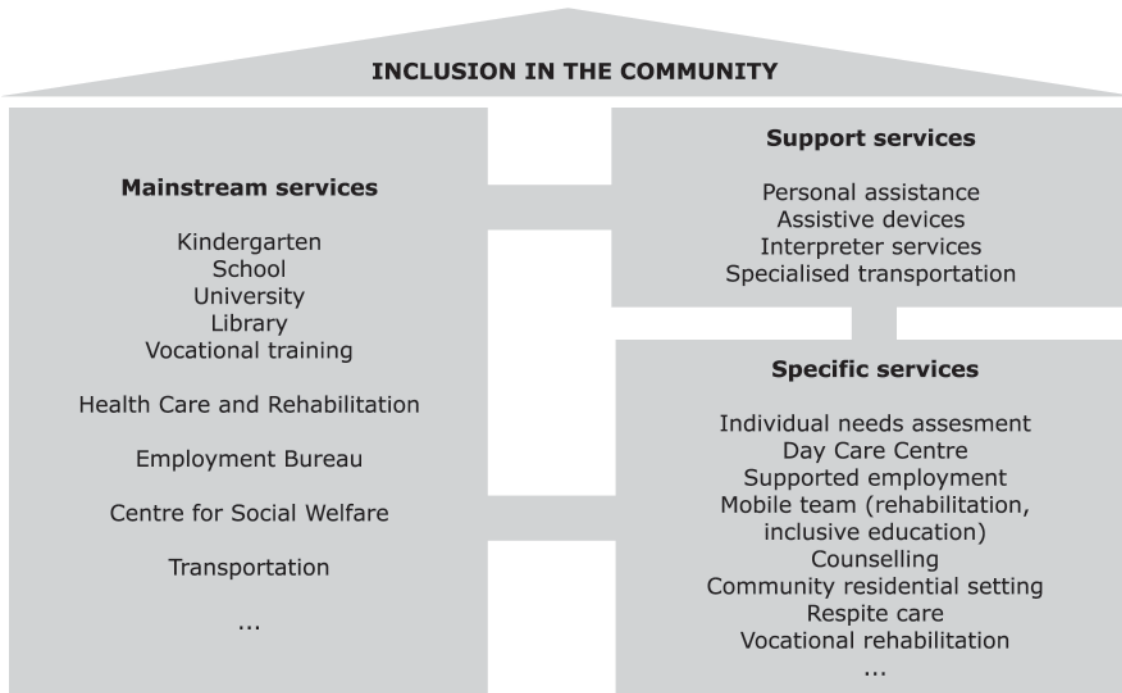 INCLUSION IN THE COMMUNITY
Mainstream services
Kindergarten
School
University
Library
Vocational training
Health Care and Rehabilitation
Employment Bureau
Centre for Social Welfare
Transportation
...
Support services
Personal assistance
Assistive devices
Interpreter services
Specialised transportation
Specific services
Individual needs assesment
Day Care Centre
Supported employment
Mobile team (rehabilitation,
inclusive education)
Counselling
Community residential setting
Respite care
Vocational rehabilitation
...